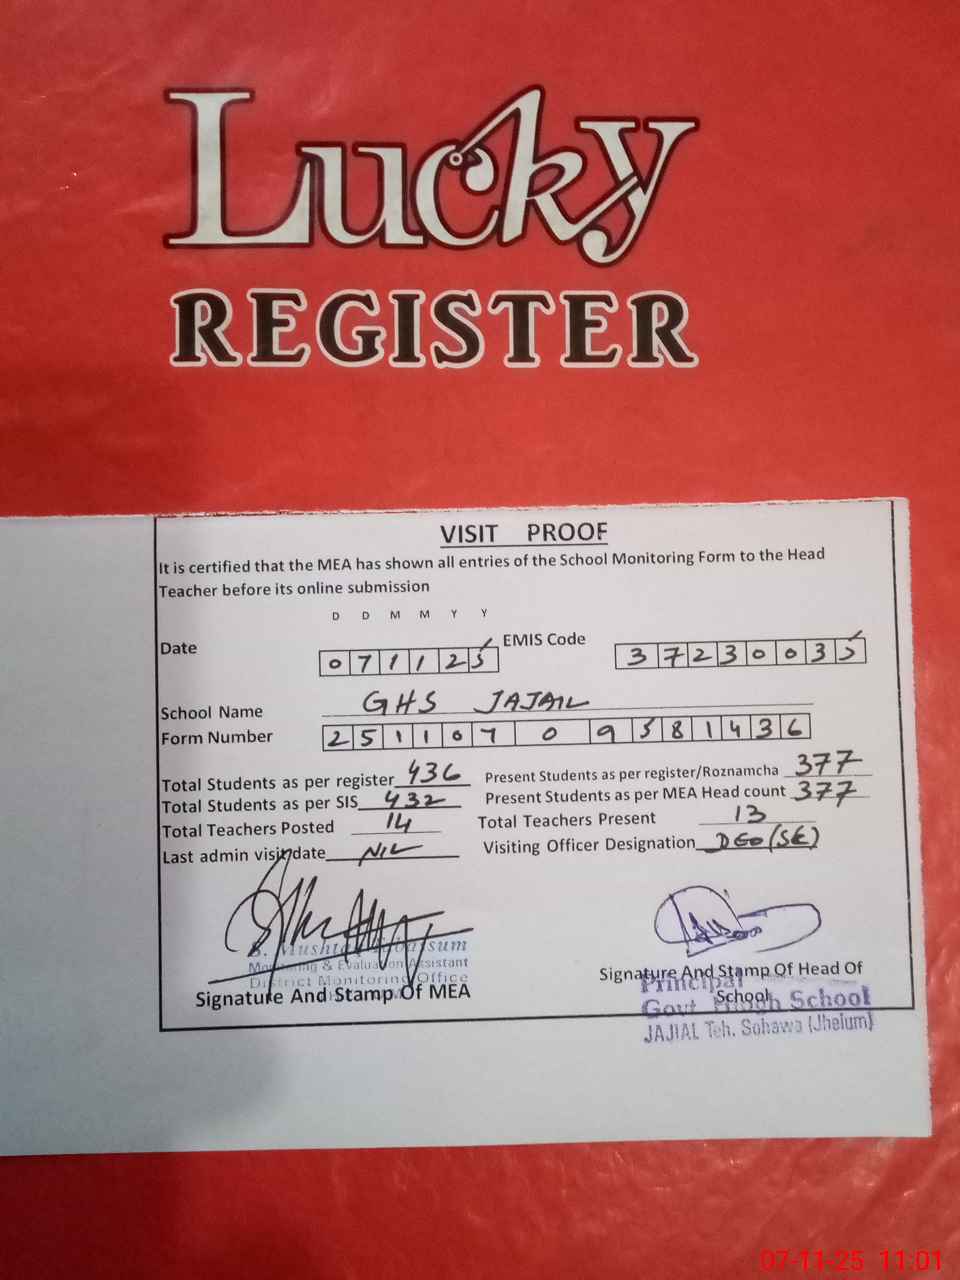 Lucky
REGISTER
VISIT PROOF
It is certified that the MEA has shown all entries of the School Monitoring Form to the Head
Teacher before its online submission
D D M M Y Y
Date 071125 EMIS Code 37230035
School Name GHS JAJAIL
Form Number 2511070 9381436
Total Students as per register 436 Present Students as per register/Roznamcha 377
Total Students as per SIS 432 Present Students as per MEA Head count 377
Total Teachers Posted 14 Total Teachers Present 13
Last admin visit date NIL Visiting Officer Designation DEO (SE)
Monitoring & Evaluation Assistant
District Monitoring Office
Signature And Stamp Of MEA
Signature And Stamp Of Head Of
School
Principal
Govt. High School
JAJIAL Teh. Sohawa (Jhelum)
07-11-25 11:01